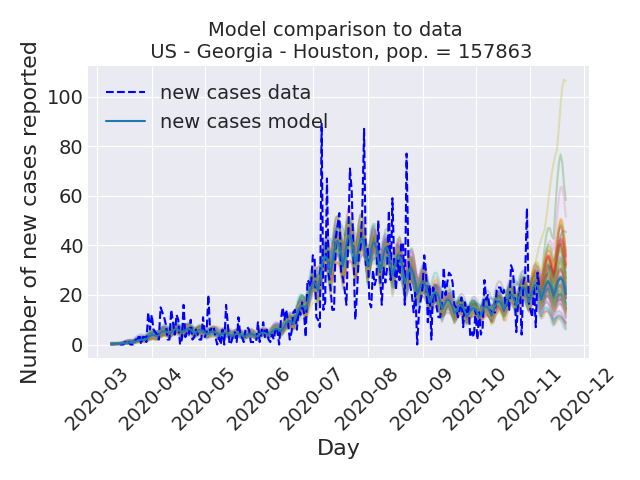 Model comparison to data
US - Georgia - Houston, pop. = 157863
Number of new cases reported
new cases data
new cases model
100
80
60
40
20
0
2020-03
2020-04
2020-05
2020-06
2020-07
2020-08
2020-09
2020-10
2020-11
2020-12
Day